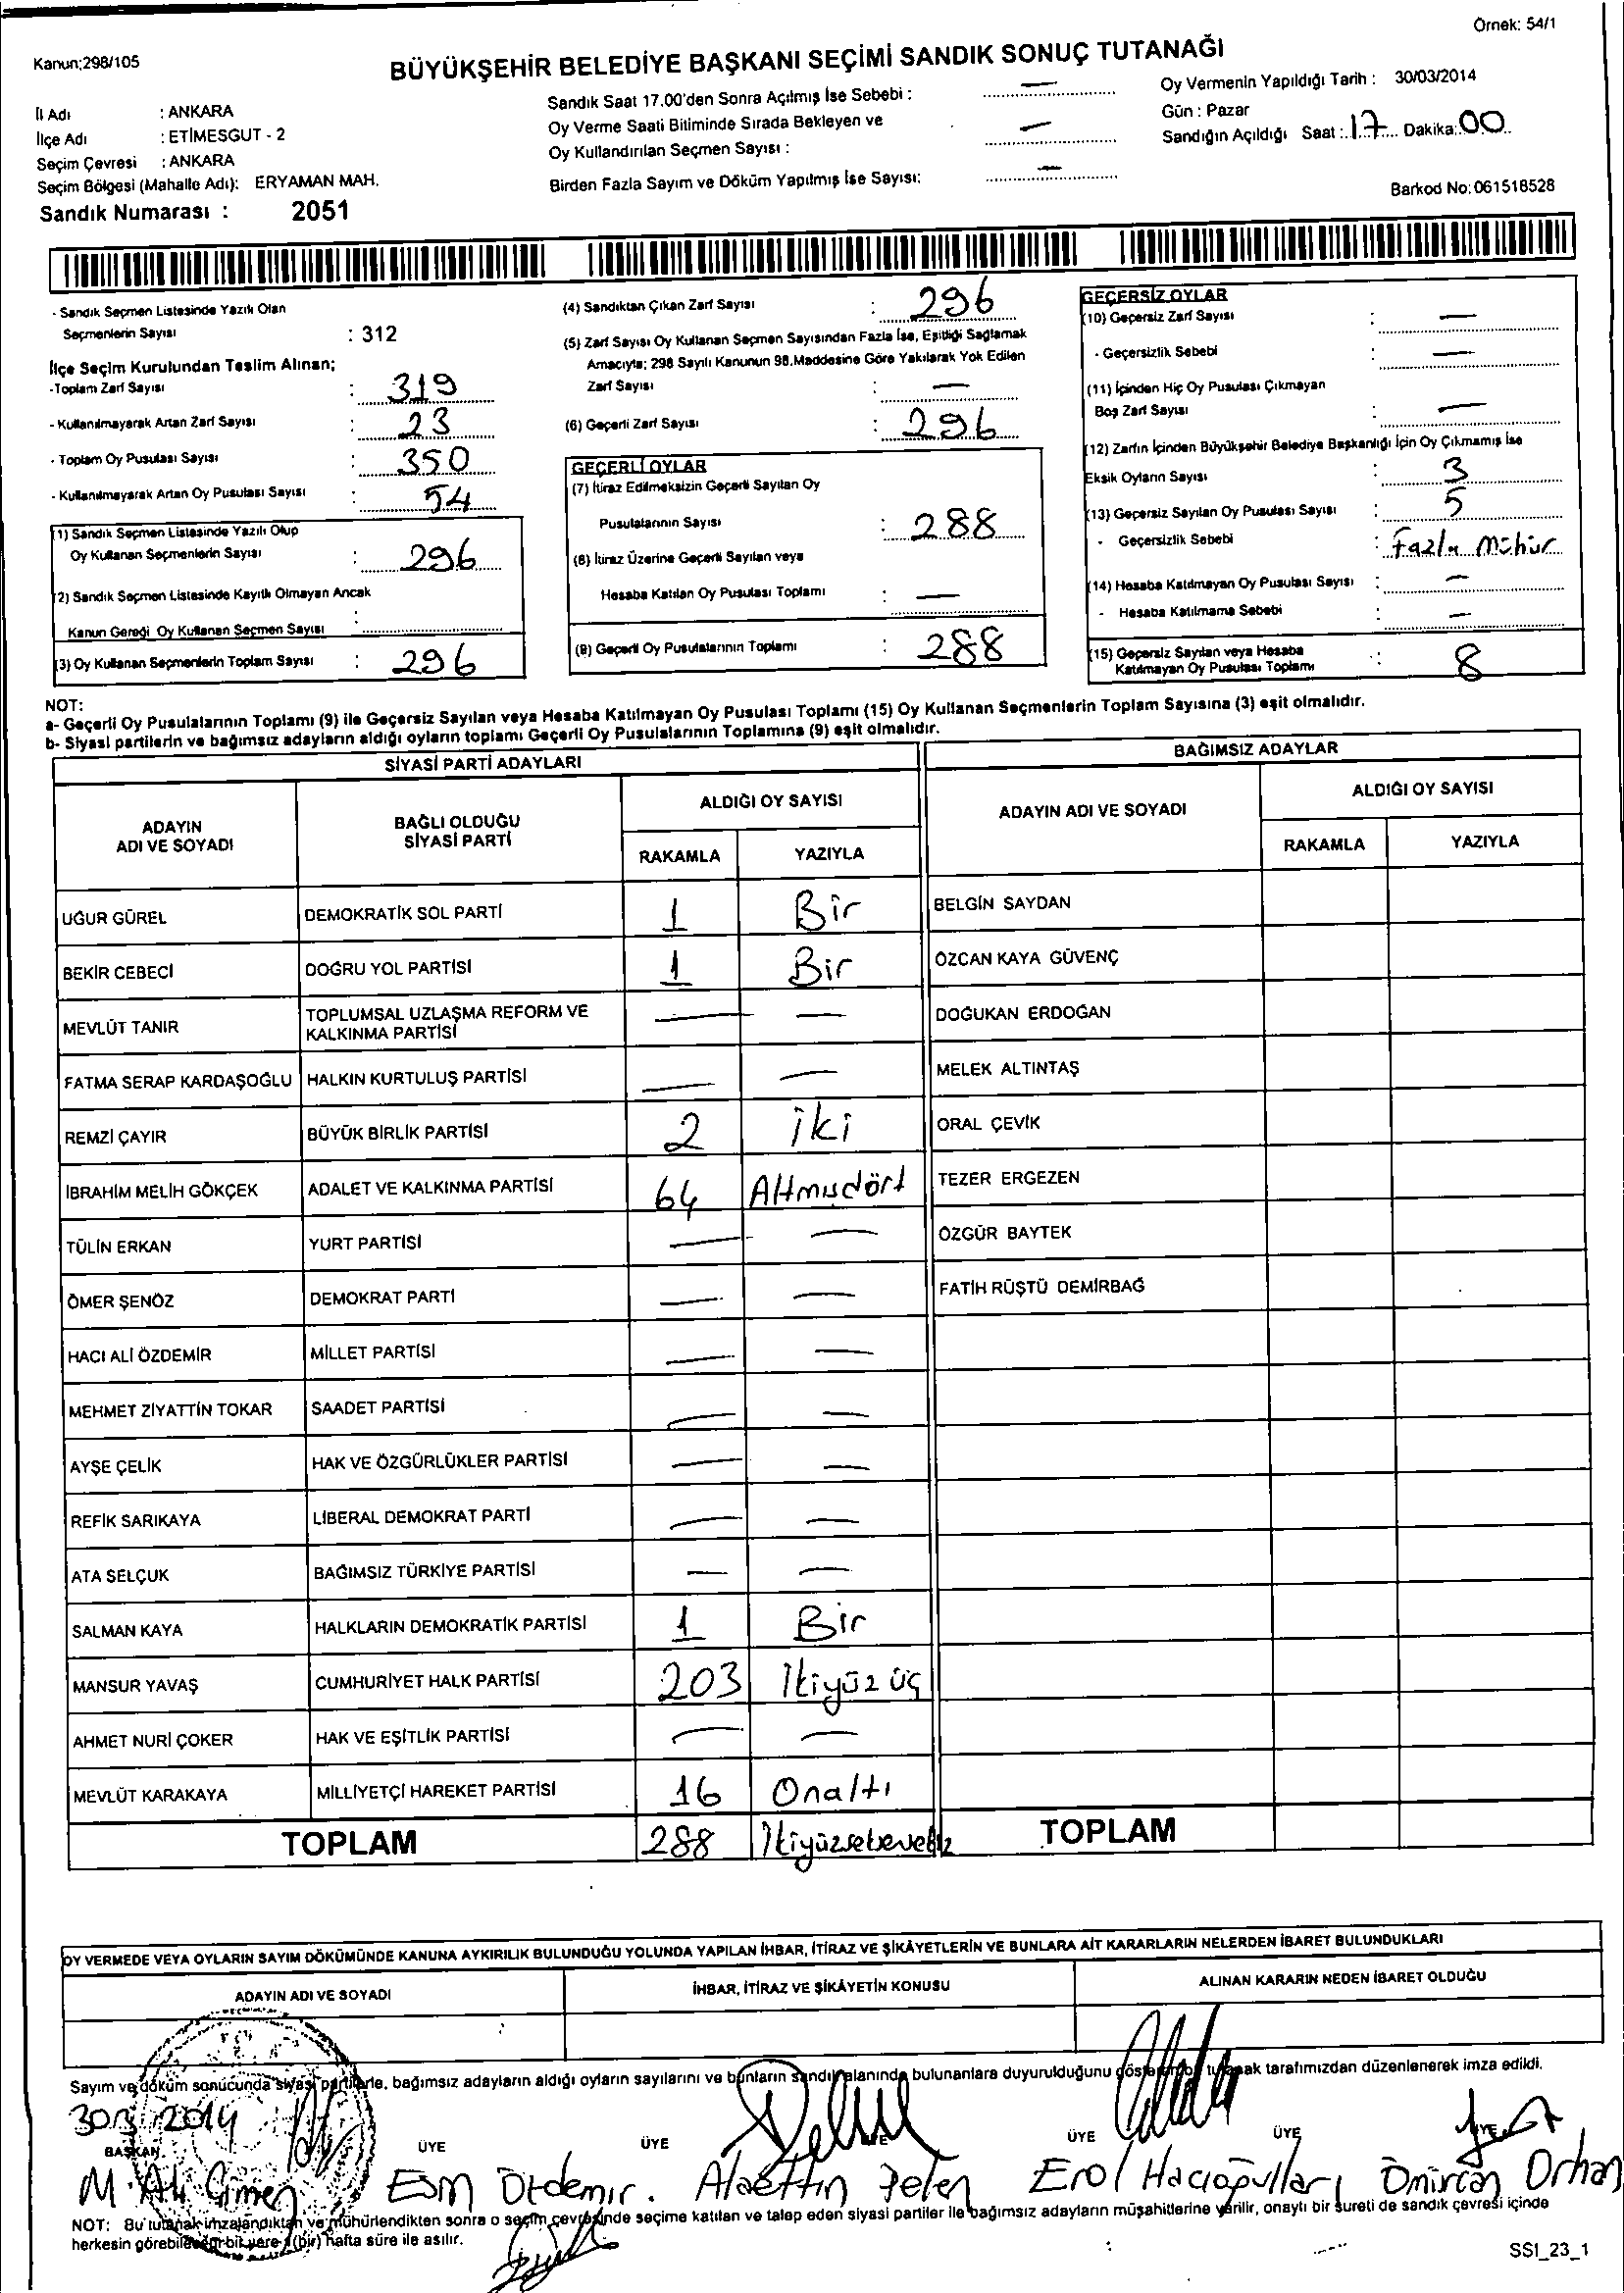 Örnek: 54/1
Kanun;298/105
BÜYÜKŞEHİR BELEDİYE BAŞKANI SEÇİMİ SANDIK SONUÇ TUTANAĞI
İl Adı : ANKARA
İlçe Adı : ETİMESGUT - 2
Seçim Çevresi : ANKARA
Seçim Bölgesi (Mahalle Adı): ERYAMAN MAH.
Sandık Numarası : 2051
Sandık Saat 17.00'den Sonra Açılmış İse Sebebi : —
Oy Verme Saati Bitiminde Sırada Bekleyen ve
Oy Kullandırılan Seçmen Sayısı : —
Birden Fazla Sayım ve Döküm Yapılmış İse Sayısı: —
Oy Vermenin Yapıldığı Tarih : 30/03/2014
Gün : Pazar
Sandığın Açıldığı Saat : 17 Dakika: 00
Barkod No: 061518528
- Sandık Seçmen Listesinde Yazılı Olan
Seçmenlerin Sayısı : 312
İlçe Seçim Kurulundan Teslim Alınan;
-Toplam Zarf Sayısı : 319
- Kullanılmayarak Artan Zarf Sayısı : 23
- Toplam Oy Pusulası Sayısı : 350
- Kullanılmayarak Artan Oy Pusulası Sayısı : 54
(1) Sandık Seçmen Listesinde Yazılı Olup
Oy Kullanan Seçmenlerin Sayısı : 296
(2) Sandık Seçmen Listesinde Kayıtlı Olmayan Ancak
Kanun Gereği Oy Kullanan Seçmen Sayısı :
(3) Oy Kullanan Seçmenlerin Toplam Sayısı : 296
(4) Sandıktan Çıkan Zarf Sayısı : 296
(5) Zarf Sayısı Oy Kullanan Seçmen Sayısından Fazla İse, Eşitliği Sağlamak
Amacıyla; 298 Sayılı Kanunun 98.Maddesine Göre Yakılarak Yok Edilen
Zarf Sayısı : —
(6) Geçerli Zarf Sayısı : 296
GEÇERLİ OYLAR
(7) İtiraz Edilmeksizin Geçerli Sayılan Oy
Pusulalarının Sayısı : 288
(8) İtiraz Üzerine Geçerli Sayılan veya
Hesaba Katılan Oy Pusulası Toplamı : —
(9) Geçerli Oy Pusulalarının Toplamı : 288
GEÇERSİZ OYLAR
(10) Geçersiz Zarf Sayısı : —
- Geçersizlik Sebebi : —
(11) İçinden Hiç Oy Pusulası Çıkmayan
Boş Zarf Sayısı : —
(12) Zarfın İçinden Büyükşehir Belediye Başkanlığı İçin Oy Çıkmamış İse
Eksik Oyların Sayısı : 3
(13) Geçersiz Sayılan Oy Pusulası Sayısı : 5
- Geçersizlik Sebebi : Fazla mühür
(14) Hesaba Katılmayan Oy Pusulası Sayısı : —
- Hesaba Katılmama Sebebi : —
(15) Geçersiz Sayılan veya Hesaba
Katılmayan Oy Pusulası Toplamı : 8
NOT:
a- Geçerli Oy Pusulalarının Toplamı (9) ile Geçersiz Sayılan veya Hesaba Katılmayan Oy Pusulası Toplamı (15) Oy Kullanan Seçmenlerin Toplam Sayısına (3) eşit olmalıdır.
b- Siyasi partilerin ve bağımsız adayların aldığı oyların toplamı Geçerli Oy Pusulalarının Toplamına (9) eşit olmalıdır.
SİYASİ PARTİ ADAYLARI
ADAYIN ADI VE SOYADI
BAĞLI OLDUĞU SİYASİ PARTİ
ALDIĞI OY SAYISI
RAKAMLA YAZIYLA
UĞUR GÜREL DEMOKRATİK SOL PARTİ 1 Bir
BEKİR CEBECİ DOĞRU YOL PARTİSİ 1 Bir
MEVLÜT TANIR TOPLUMSAL UZLAŞMA REFORM VE
KALKINMA PARTİSİ — —
FATMA SERAP KARDAŞOĞLU HALKIN KURTULUŞ PARTİSİ — —
REMZİ ÇAYIR BÜYÜK BİRLİK PARTİSİ 2 iki
İBRAHİM MELİH GÖKÇEK ADALET VE KALKINMA PARTİSİ 64 Altmışdört
TÜLİN ERKAN YURT PARTİSİ — —
ÖMER ŞENÖZ DEMOKRAT PARTİ — —
HACI ALİ ÖZDEMİR MİLLET PARTİSİ — —
MEHMET ZİYATTİN TOKAR SAADET PARTİSİ — —
AYŞE ÇELİK HAK VE ÖZGÜRLÜKLER PARTİSİ — —
REFİK SARIKAYA LİBERAL DEMOKRAT PARTİ — —
ATA SELÇUK BAĞIMSIZ TÜRKİYE PARTİSİ — —
SALMAN KAYA HALKLARIN DEMOKRATİK PARTİSİ 1 Bir
MANSUR YAVAŞ CUMHURİYET HALK PARTİSİ 203 İkiyüz üç
AHMET NURİ ÇOKER HAK VE EŞİTLİK PARTİSİ — —
MEVLÜT KARAKAYA MİLLİYETÇİ HAREKET PARTİSİ 16 Onaltı
TOPLAM 288
BAĞIMSIZ ADAYLAR
ADAYIN ADI VE SOYADI
ALDIĞI OY SAYISI
RAKAMLA YAZIYLA
BELGİN SAYDAN
ÖZCAN KAYA GÜVENÇ
DOĞUKAN ERDOĞAN
MELEK ALTINTAŞ
ORAL ÇEVİK
TEZER ERGEZEN
ÖZGÜR BAYTEK
FATİH RÜŞTÜ DEMİRBAĞ
TOPLAM
OY VERMEDE VEYA OYLARIN SAYIM DÖKÜMÜNDE KANUNA AYKIRILIK BULUNDUĞU YOLUNDA YAPILAN İHBAR, İTİRAZ VE ŞİKÂYETLERİN VE BUNLARA AİT KARARLARIN NELERDEN İBARET BULUNDUKLARI
ADAYIN ADI VE SOYADI İHBAR, İTİRAZ VE ŞİKÂYETİN KONUSU ALINAN KARARIN NEDEN İBARET OLDUĞU
Sayım ve döküm sonucunda siyasi partilerle, bağımsız adayların aldığı oyların sayılarını ve bunların sandık alanında bulunanlara duyurulduğunu gösteren bu tutanak tarafımızdan düzenlenerek imza edildi.
30.3.2014
BAŞKAN ÜYE ÜYE ÜYE ÜYE ÜYE
M. Ali Çimen Esin Özdemir. Alaettin Pelen Erol Hacıoğulları Ömircan Orhan
NOT: Bu tutanak imzalandıktan ve mühürlendikten sonra o seçim çevresinde seçime katılan ve talep eden siyasi partiler ile bağımsız adayların müşahitlerine verilir, onaylı bir sureti de sandık çevresi içinde
herkesin görebileceği bir yere 1 (bir) hafta süre ile asılır.
SSI_23_1